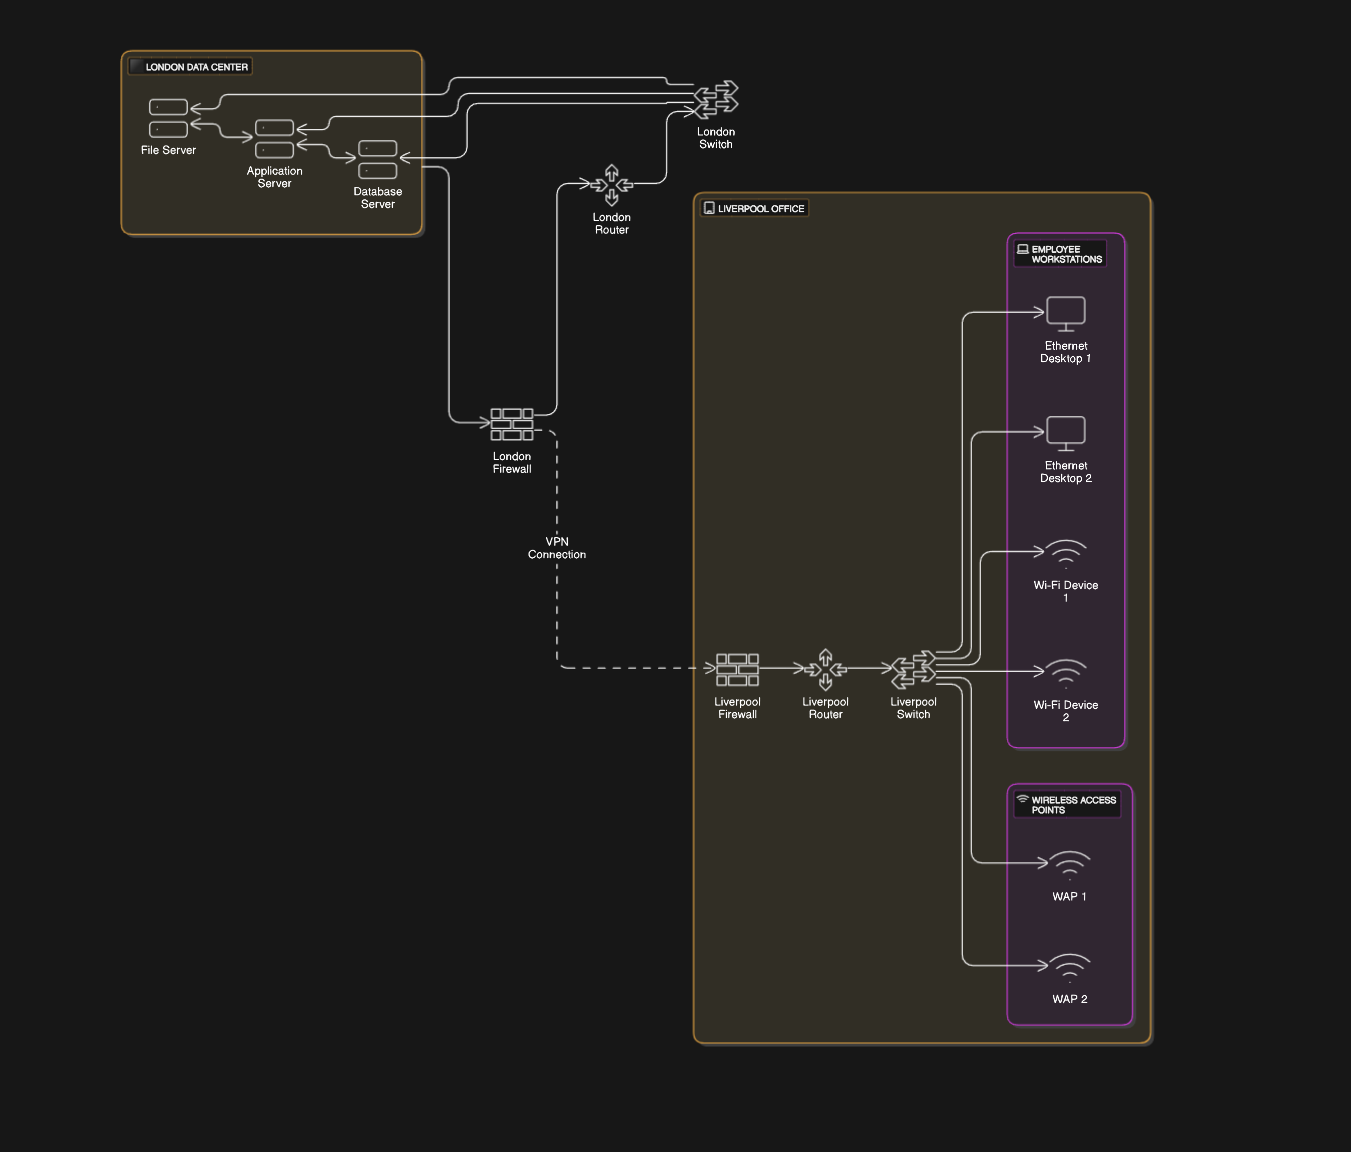 LONDON DATA CENTER
File Server
Application
Server
Database
Server
London
Switch
London
Router
London
Firewall
VPN
Connection
LIVERPOOL OFFICE
EMPLOYEE
WORKSTATIONS
Ethernet
Desktop 1
Ethernet
Desktop 2
Wi-Fi Device
1
Wi-Fi Device
2
Liverpool
Firewall
Liverpool
Router
Liverpool
Switch
WIRELESS ACCESS
POINTS
WAP 1
WAP 2